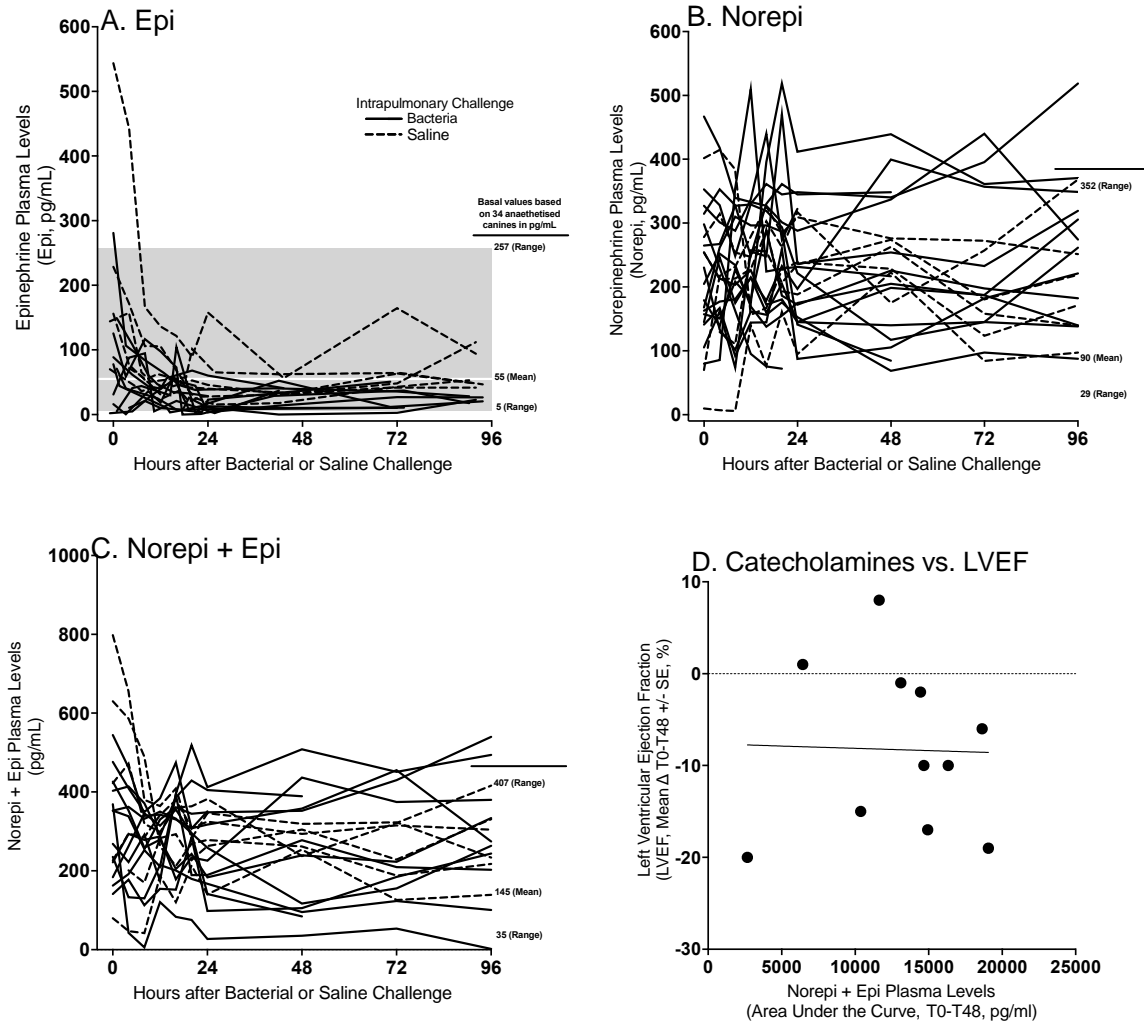 A. Epi
600
500
400
300
200
100
0
Epinephrine Plasma Levels
(Epi, pg/mL)
Intrapulmonary Challenge
Bacteria
Saline
Basal values based
on 34 anaethetised
canines in pg/mL
257 (Range)
55 (Mean)
5 (Range)
0 24 48 72 96
Hours after Bacterial or Saline Challenge
B. Norepi
600
500
400
300
200
100
0
Norepinephrine Plasma Levels
(Norepi, pg/mL)
352 (Range)
90 (Mean)
29 (Range)
0 24 48 72 96
Hours after Bacterial or Saline Challenge
C. Norepi + Epi
1000
800
600
400
200
0
Norepi + Epi Plasma Levels
(pg/mL)
407 (Range)
145 (Mean)
35 (Range)
0 24 48 72 96
Hours after Bacterial or Saline Challenge
D. Catecholamines vs. LVEF
10
0
-10
-20
-30
Left Ventricular Ejection Fraction
(LVEF, Mean Δ T0-T48 +/- SE, %)
0 5000 10000 15000 20000 25000
Norepi + Epi Plasma Levels
(Area Under the Curve, T0-T48, pg/ml)